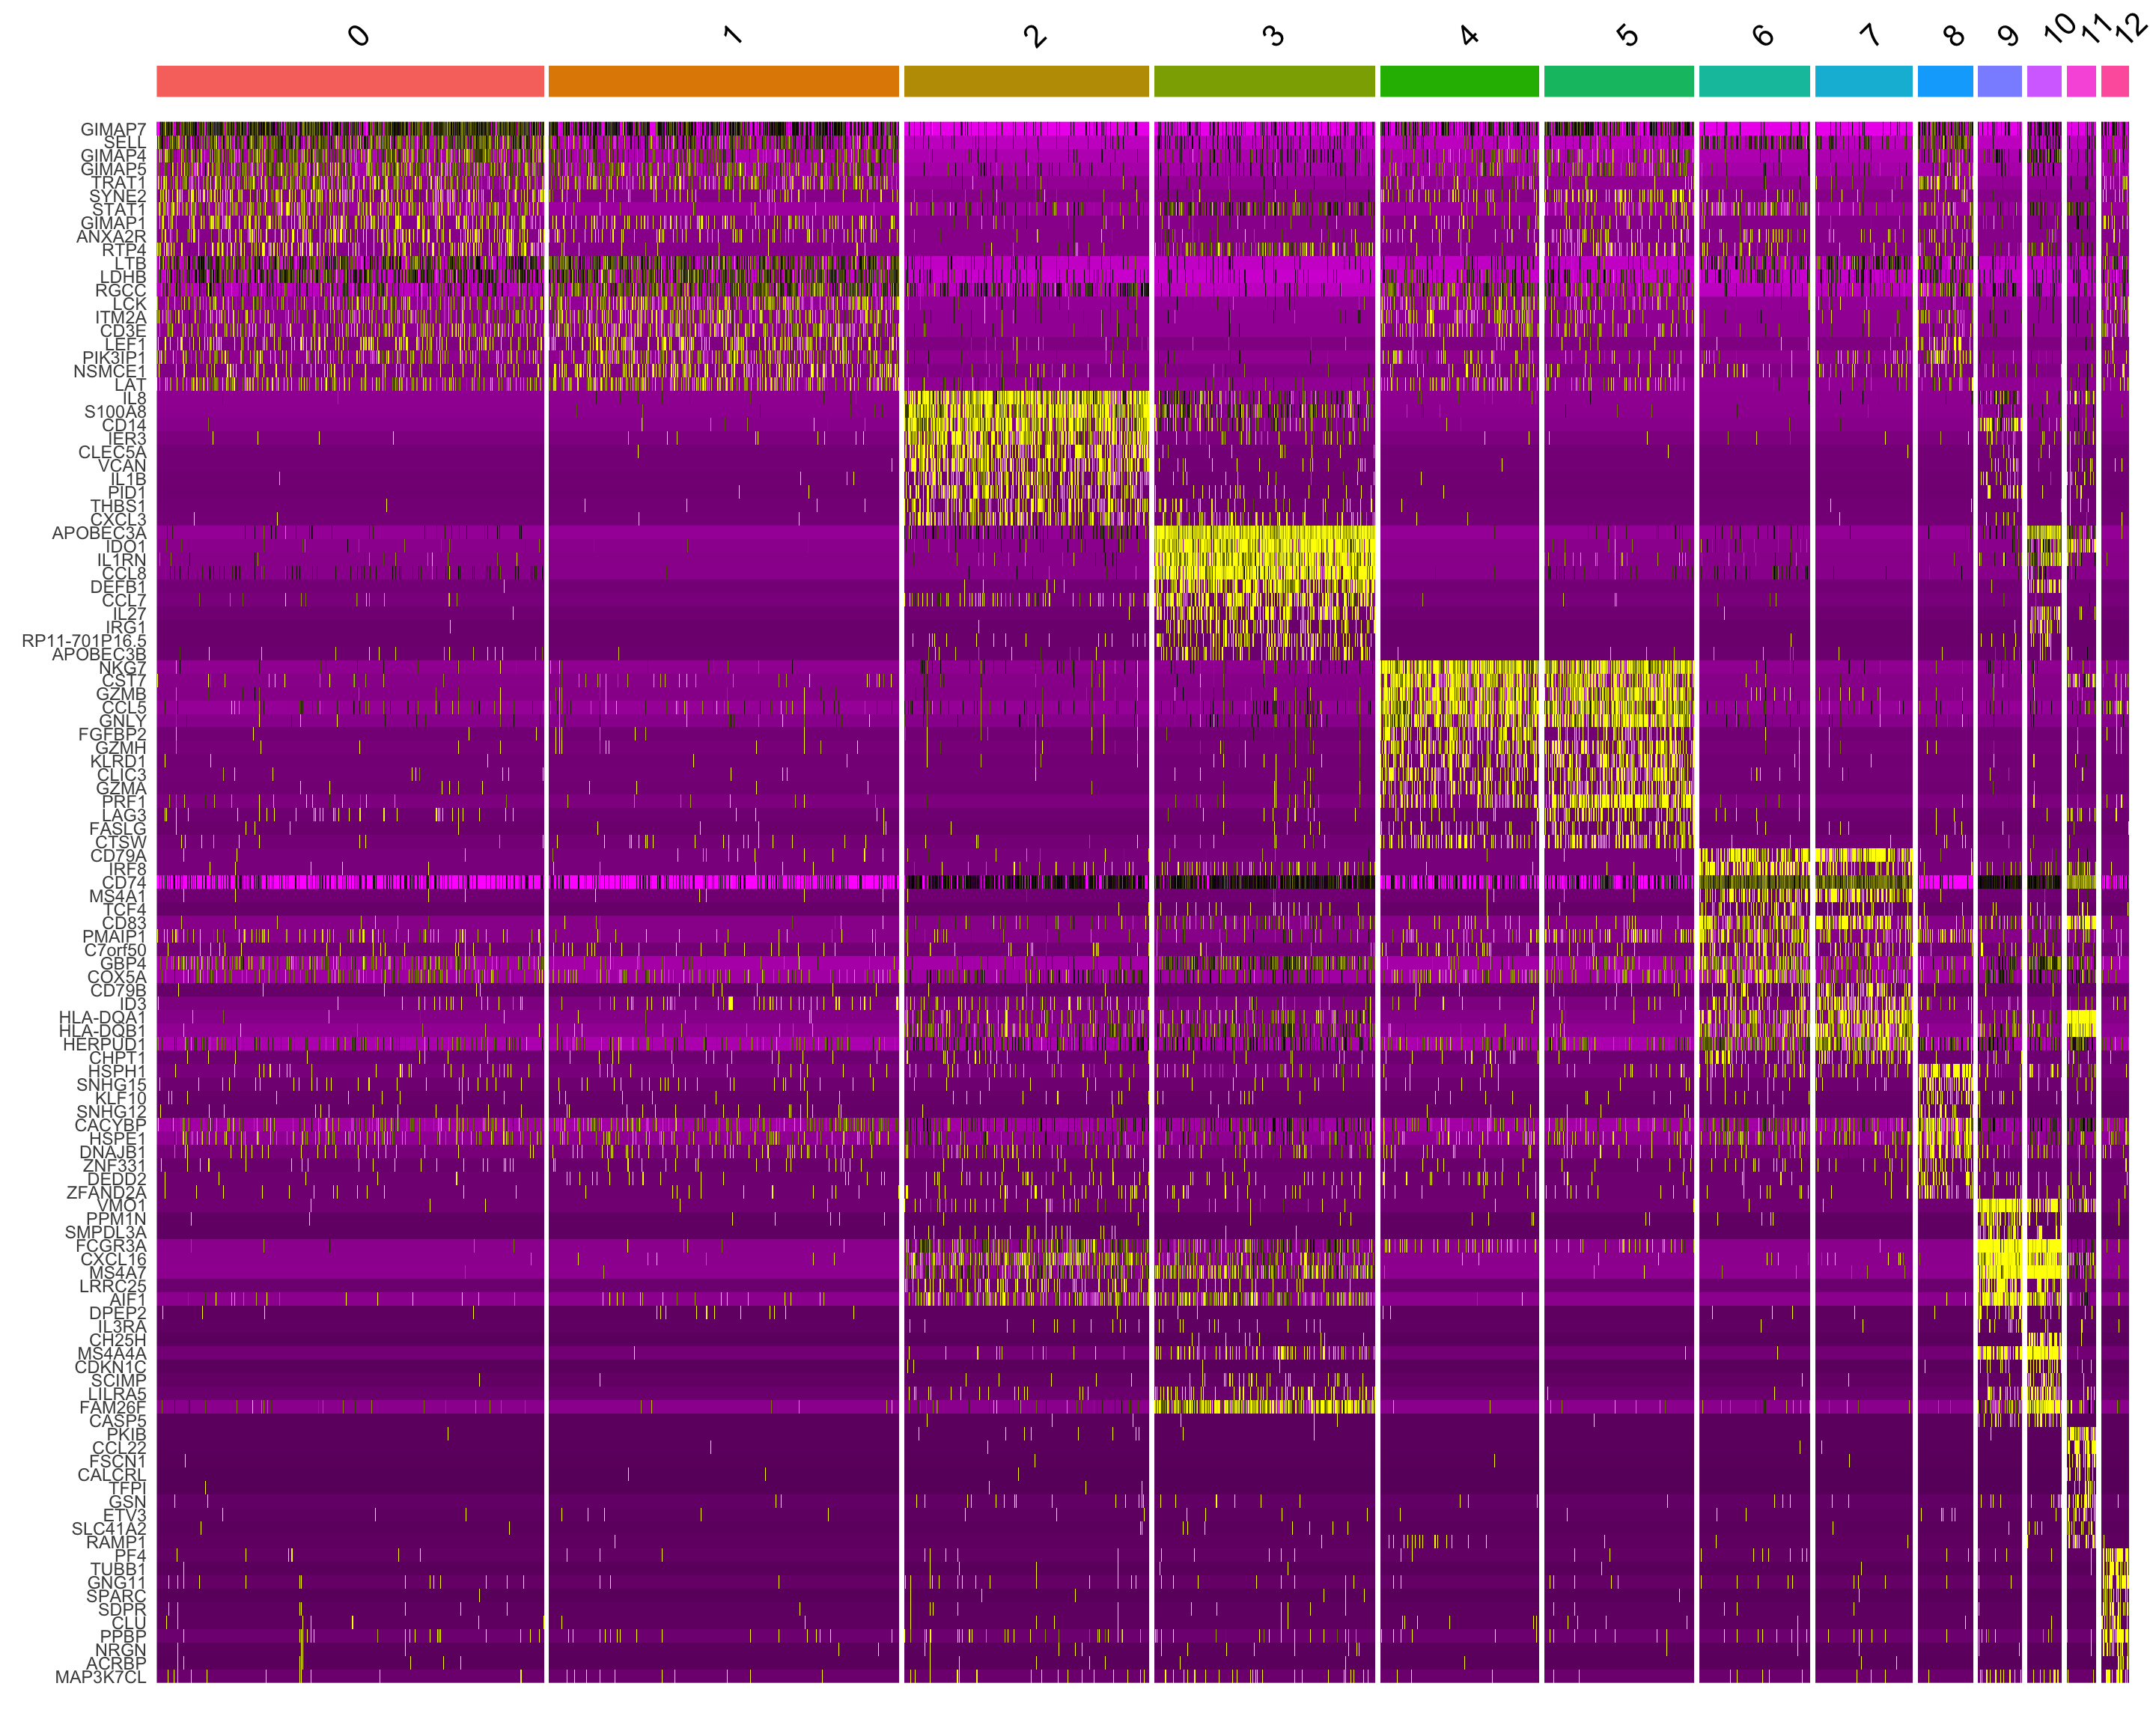 0 1 2 3 4 5 6 7 8 9 10 11 12
GIMAP7
SELL
GIMAP4
GIMAP5
TRAT1
SYNE2
STAT1
GIMAP1
ANXA2R
RTP4
LTB
LDHB
RGCC
LCK
ITM2A
CD3E
LEF1
PIK3IP1
NSMCE1
LAT
IL8
S100A8
CD14
IER3
CLEC5A
VCAN
IL1B
PID1
THBS1
CXCL3
APOBEC3A
IDO1
IL1RN
CCL8
DEFB1
CCL7
IL27
IRG1
RP11-701P16.5
APOBEC3B
NKG7
CST7
GZMB
CCL5
GNLY
FGFBP2
GZMH
KLRD1
CLIC3
GZMA
PRF1
LAG3
FASLG
CTSW
CD79A
IRF8
CD74
MS4A1
TCF4
CD83
PMAIP1
C7orf50
GBP4
COX5A
CD79B
ID3
HLA-DQA1
HLA-DQB1
HERPUD1
CHPT1
HSPH1
SNHG15
KLF10
SNHG12
CACYBP
HSPE1
DNAJB1
ZNF331
DEDD2
ZFAND2A
VMO1
PPM1N
SMPDL3A
FCGR3A
CXCL16
MS4A7
LRRC25
AIF1
DPEP2
IL3RA
CH25H
MS4A4A
CDKN1C
SCIMP
LILRA5
FAM26F
CASP5
PKIB
CCL22
FSCN1
CALCRL
TFPI
GSN
ETV3
SLC41A2
RAMP1
PF4
TUBB1
GNG11
SPARC
SDPR
CLU
PPBP
NRGN
ACRBP
MAP3K7CL